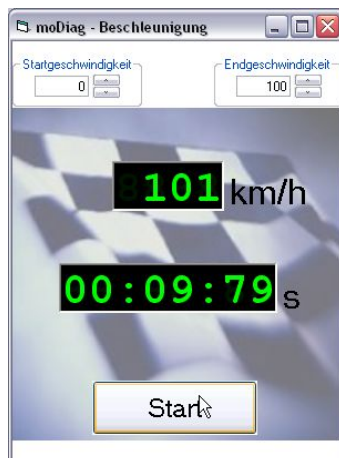 moDiag - Beschleunigung
Startgeschwindigkeit Endgeschwindigkeit
0 100
101 km/h
00:09:79 s
Start